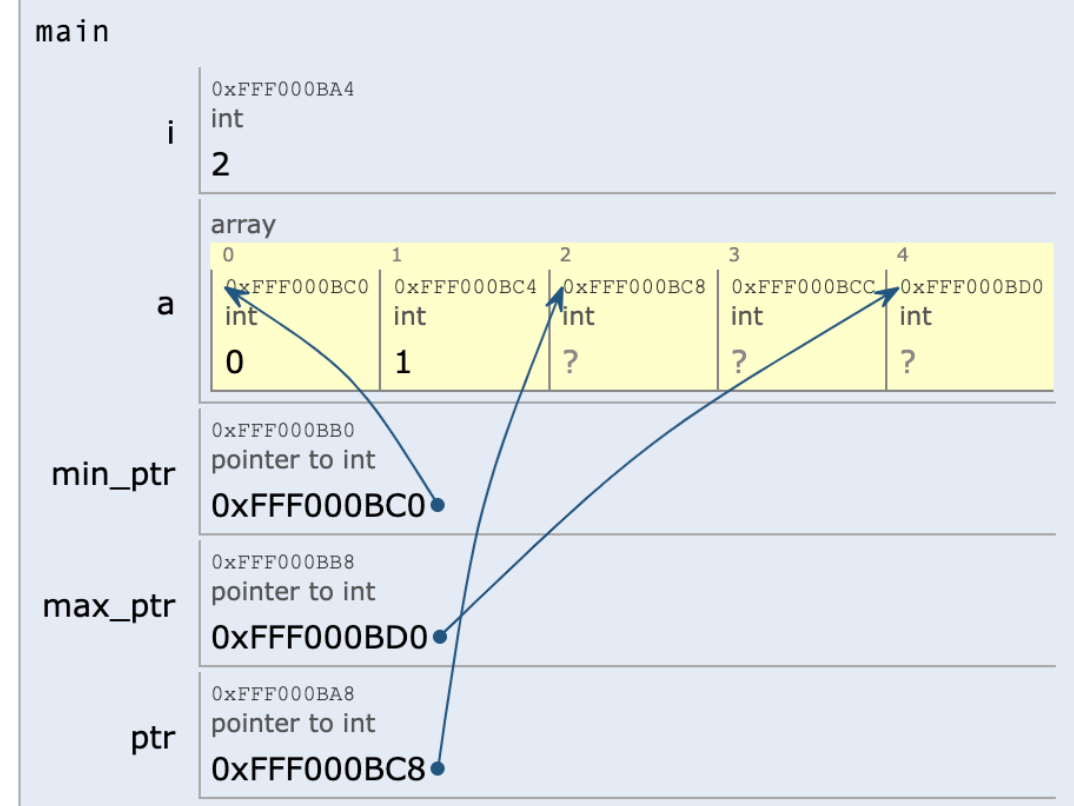 main
0xFFF000BA4
int
i
2
array
0 1 2 3 4
0xFFF000BC0 0xFFF000BC4 0xFFF000BC8 0xFFF000BCC 0xFFF000BD0
a
int int int int int
0 1 ? ? ?
0xFFF000BB0
pointer to int
min_ptr
0xFFF000BC0
0xFFF000BB8
pointer to int
max_ptr
0xFFF000BD0
0xFFF000BA8
pointer to int
ptr
0xFFF000BC8